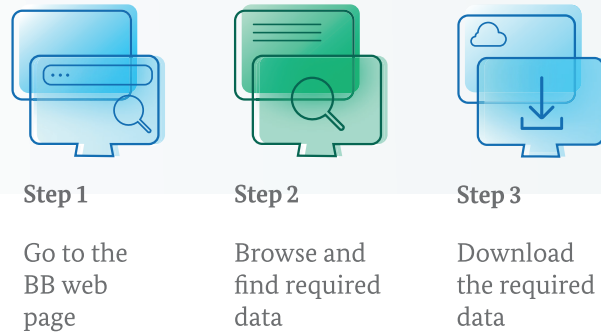 Step 1
Go to the
BB web
page
Step 2
Browse and
find required
data
Step 3
Download
the required
data